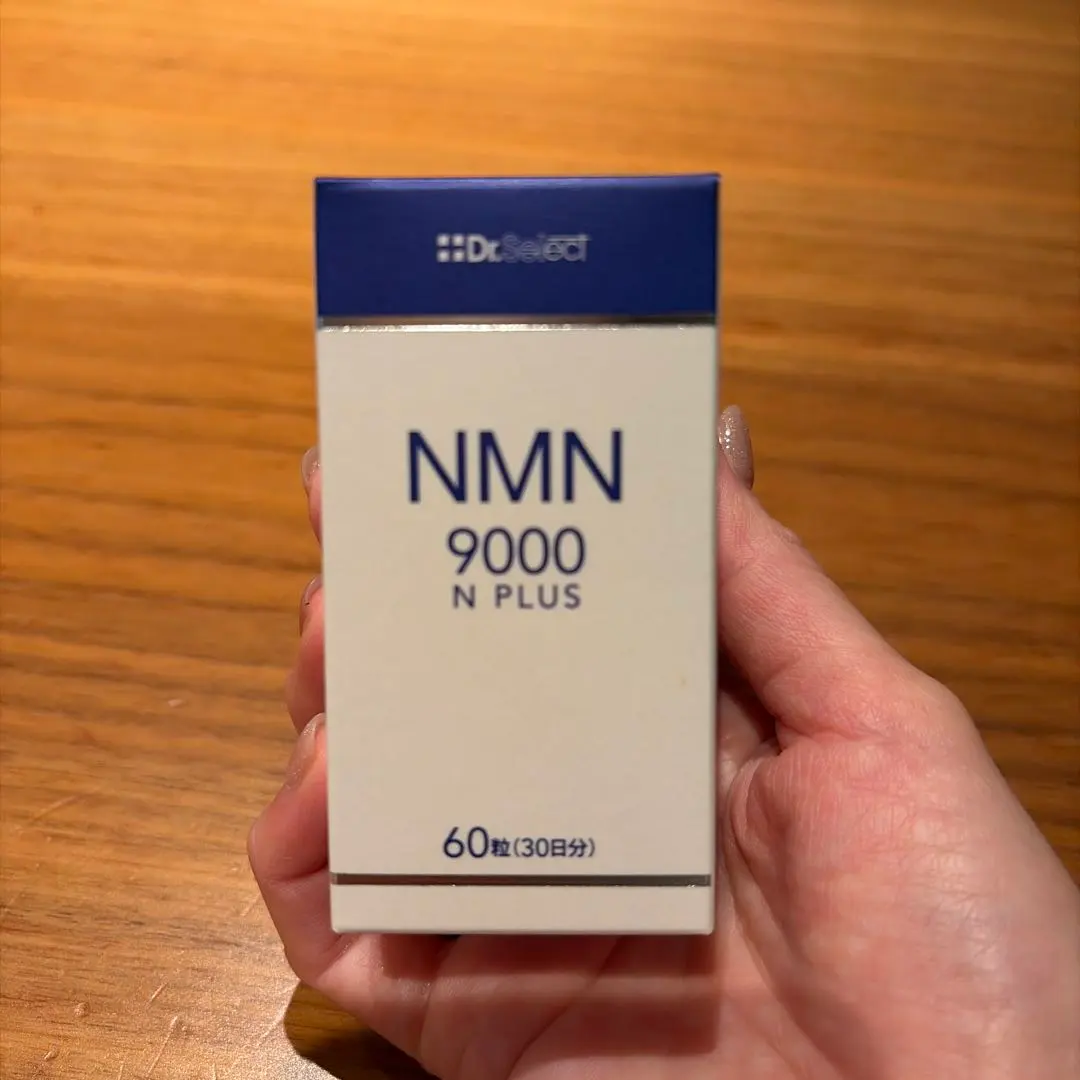 Dr.Select
NMN
9000
N PLUS
60粒(30日分)